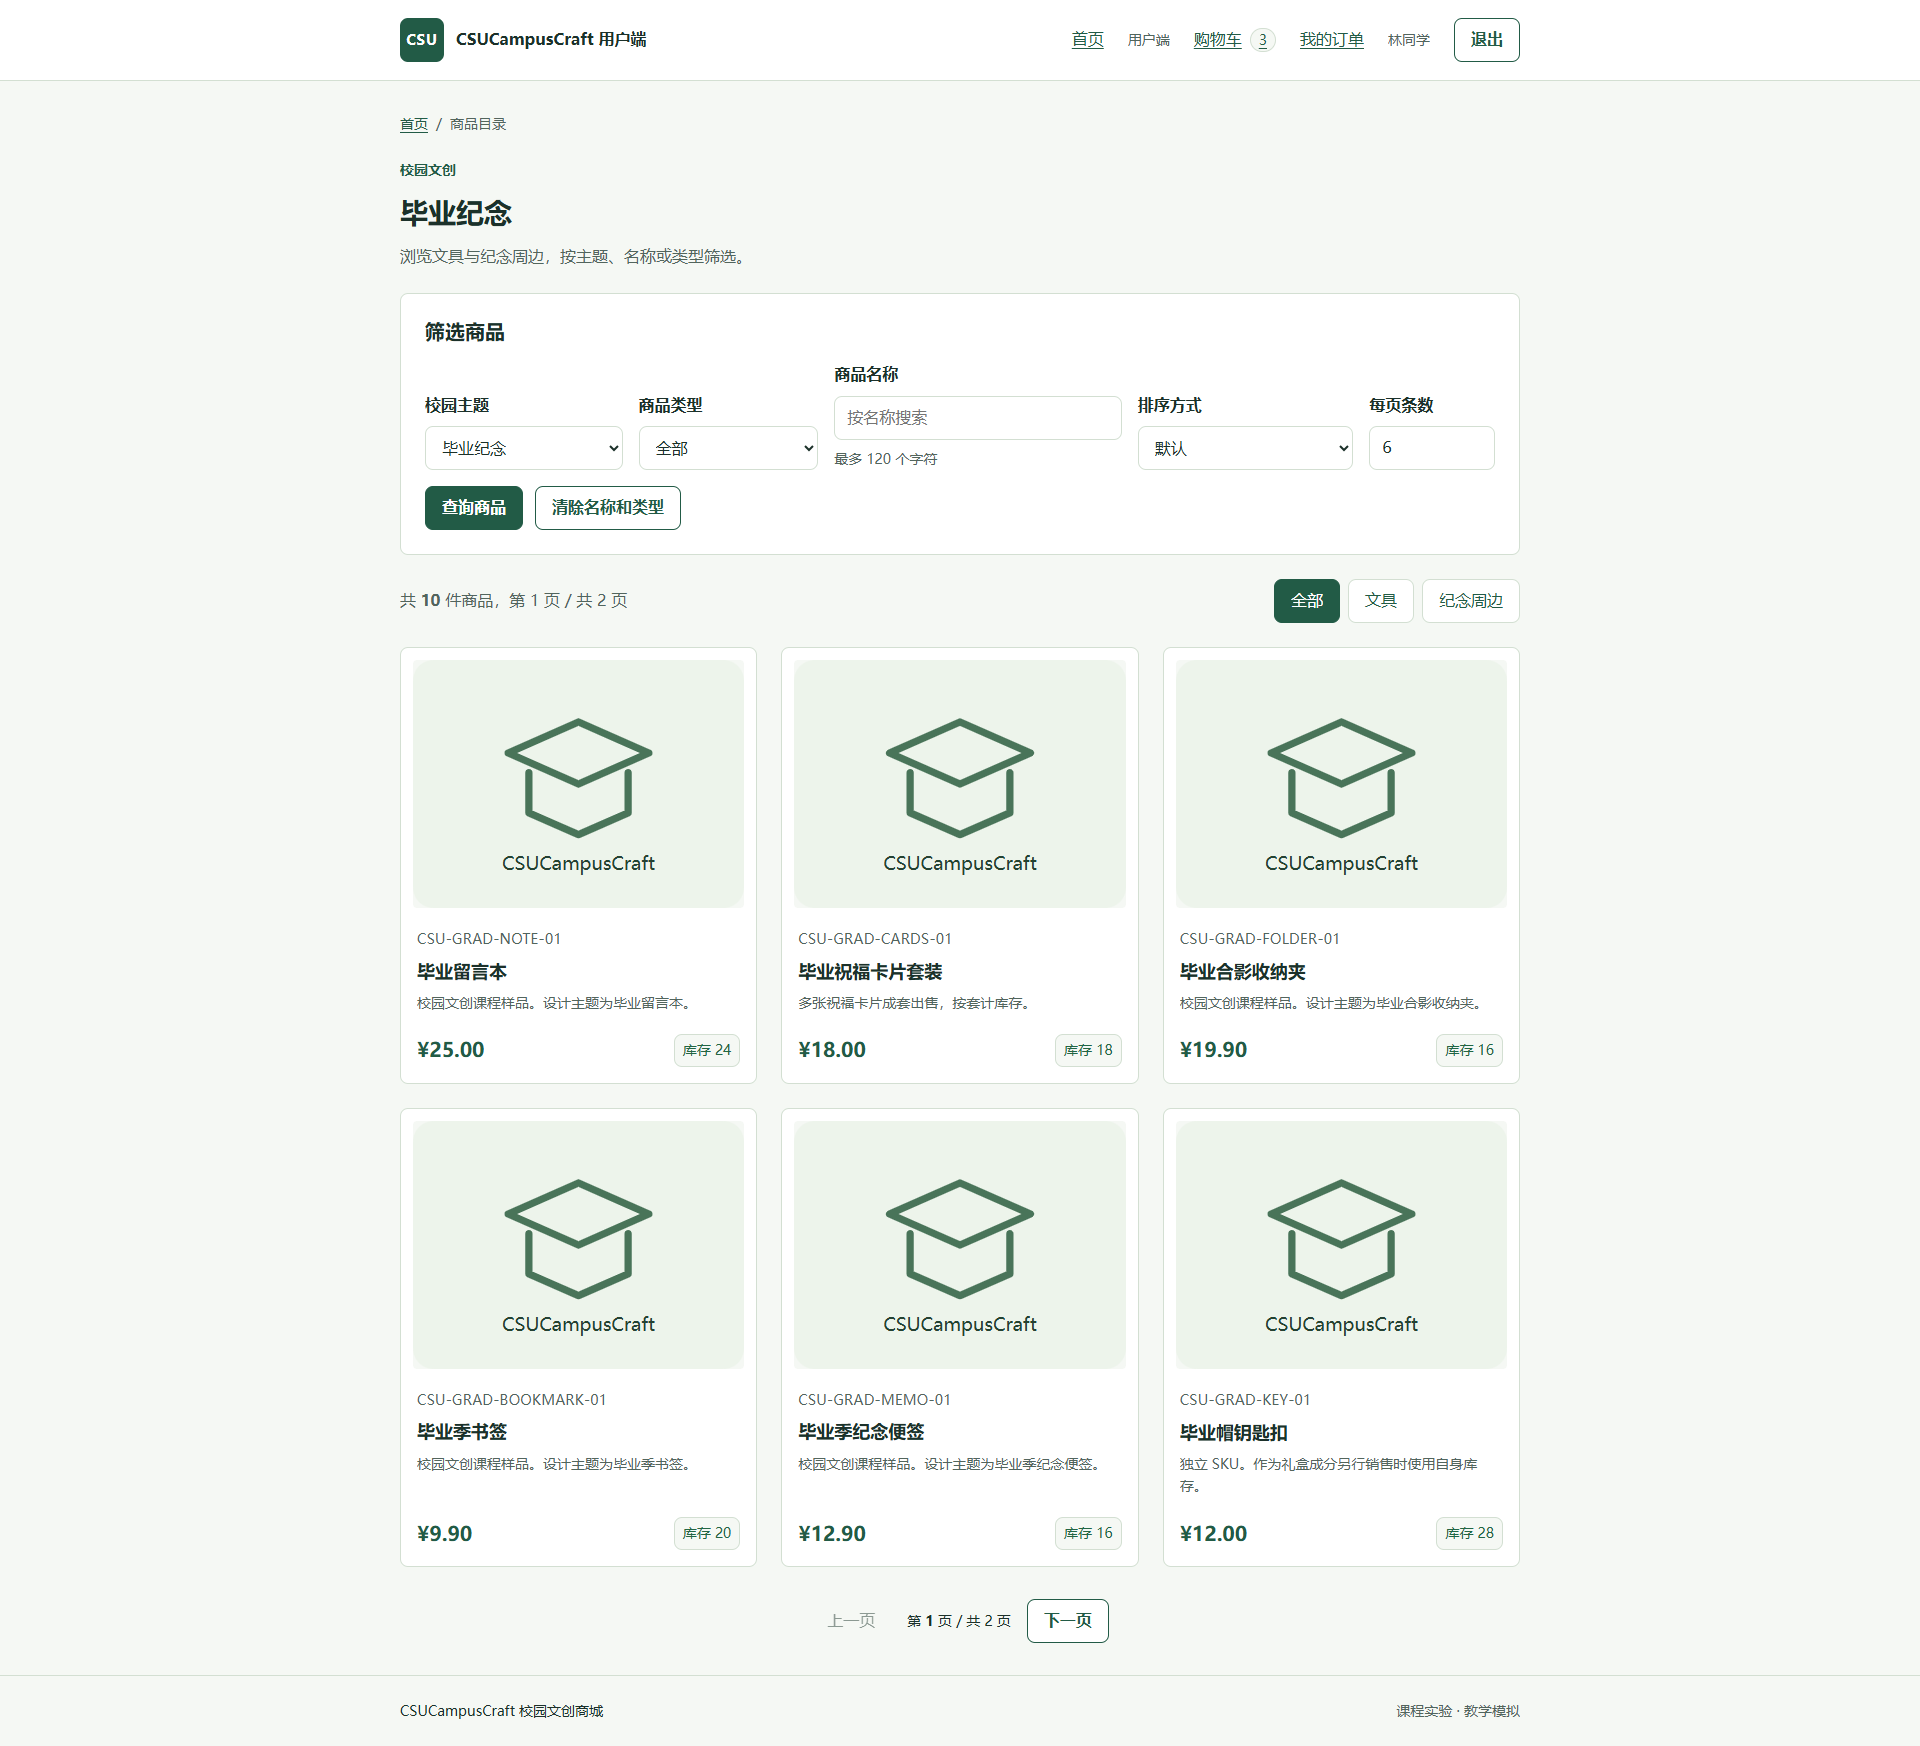 CSU CSUCampusCraft 用户端 首页 用户端 购物车 3 我的订单 林同学 退出
首页 / 商品目录
校园文创
毕业纪念
浏览文具与纪念周边，按主题、名称或类型筛选。
筛选商品
校园主题
毕业纪念
商品类型
全部
商品名称
按名称搜索
最多 120 个字符
排序方式
默认
每页条数
6
查询商品 清除名称和类型
共 10 件商品，第 1 页 / 共 2 页 全部 文具 纪念周边
CSUCampusCraft
CSU-GRAD-NOTE-01
毕业留言本
校园文创课程样品。设计主题为毕业留言本。
¥25.00 库存 24
CSUCampusCraft
CSU-GRAD-CARDS-01
毕业祝福卡片套装
多张祝福卡片成套出售，按套计库存。
¥18.00 库存 18
CSUCampusCraft
CSU-GRAD-FOLDER-01
毕业合影收纳夹
校园文创课程样品。设计主题为毕业合影收纳夹。
¥19.90 库存 16
CSUCampusCraft
CSU-GRAD-BOOKMARK-01
毕业季书签
校园文创课程样品。设计主题为毕业季书签。
¥9.90 库存 20
CSUCampusCraft
CSU-GRAD-MEMO-01
毕业季纪念便签
校园文创课程样品。设计主题为毕业季纪念便签。
¥12.90 库存 16
CSUCampusCraft
CSU-GRAD-KEY-01
毕业帽钥匙扣
独立 SKU。作为礼盒成分另行销售时使用自身库
存。
¥12.00 库存 28
上一页 第 1 页 / 共 2 页 下一页
CSUCampusCraft 校园文创商城 课程实验 · 教学模拟